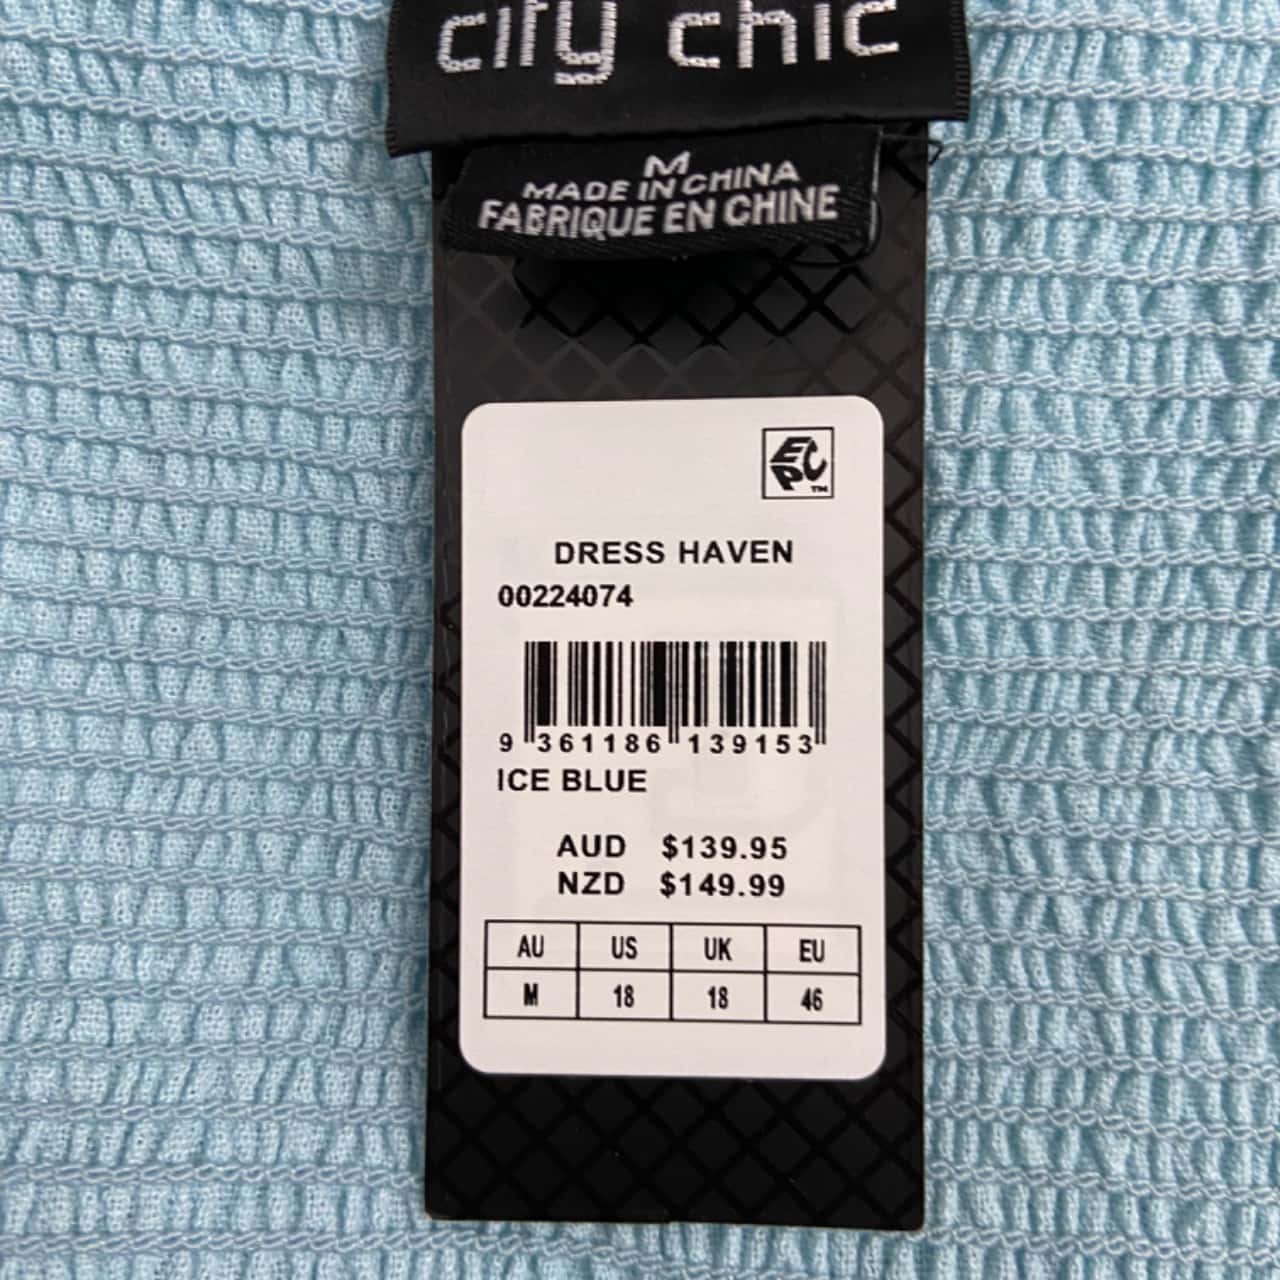 city chic
M
MADE IN CHINA
FABRIQUE EN CHINE
EPC™
DRESS HAVEN
00224074
9 361186 139153
ICE BLUE
AUD $139.95
NZD $149.99
AU US UK EU
M 18 18 46